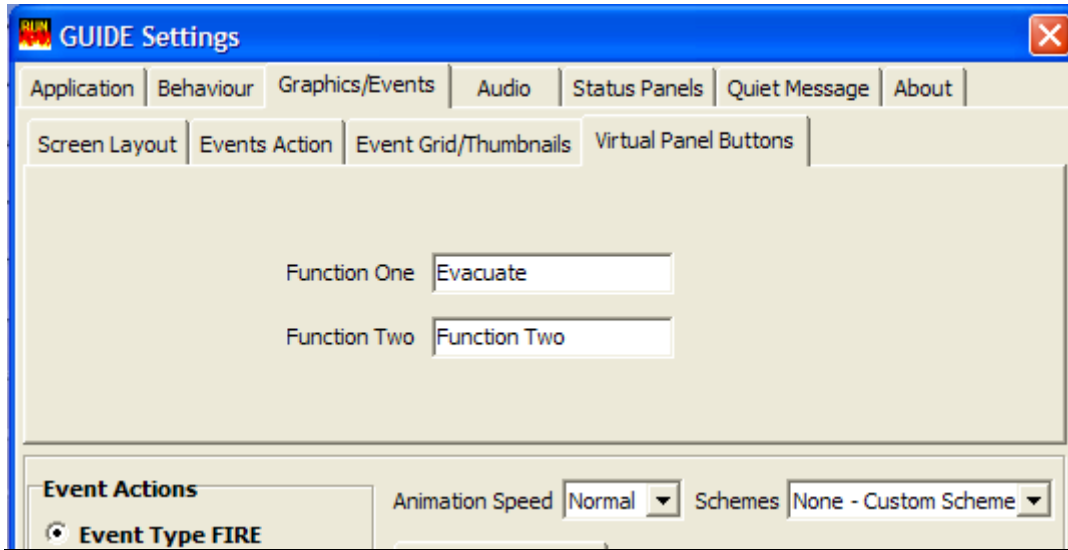 RUN
GUIDE Settings
Application Behaviour Graphics/Events Audio Status Panels Quiet Message About
Screen Layout Events Action Event Grid/Thumbnails Virtual Panel Buttons
Function One Evacuate
Function Two Function Two
Event Actions Animation Speed Normal Schemes None - Custom Scheme
Event Type FIRE